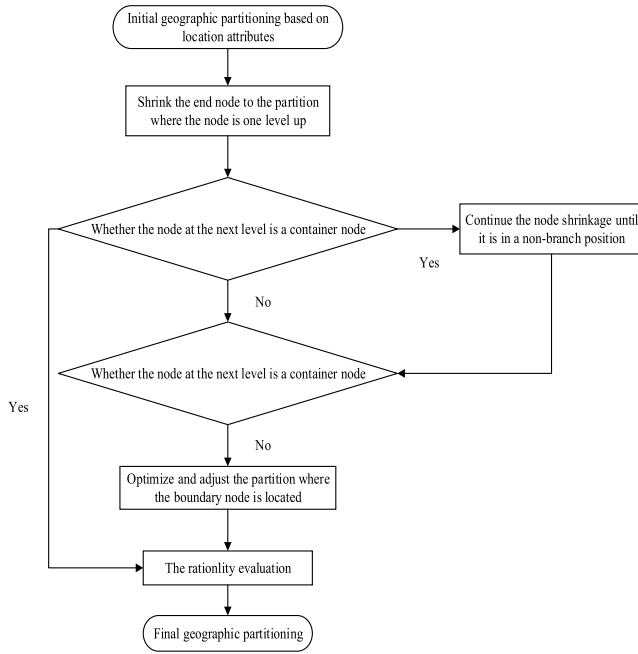 Initial geographic partitioning based on
location attributes
Shrink the end node to the partition
where the node is one level up
Whether the node at the next level is a container node
Continue the node shrinkage until
it is in a non-branch position
Yes
No
Whether the node at the next level is a container node
Yes
No
Optimize and adjust the partition where
the boundary node is located
The rationlity evaluation
Final geographic partitioning